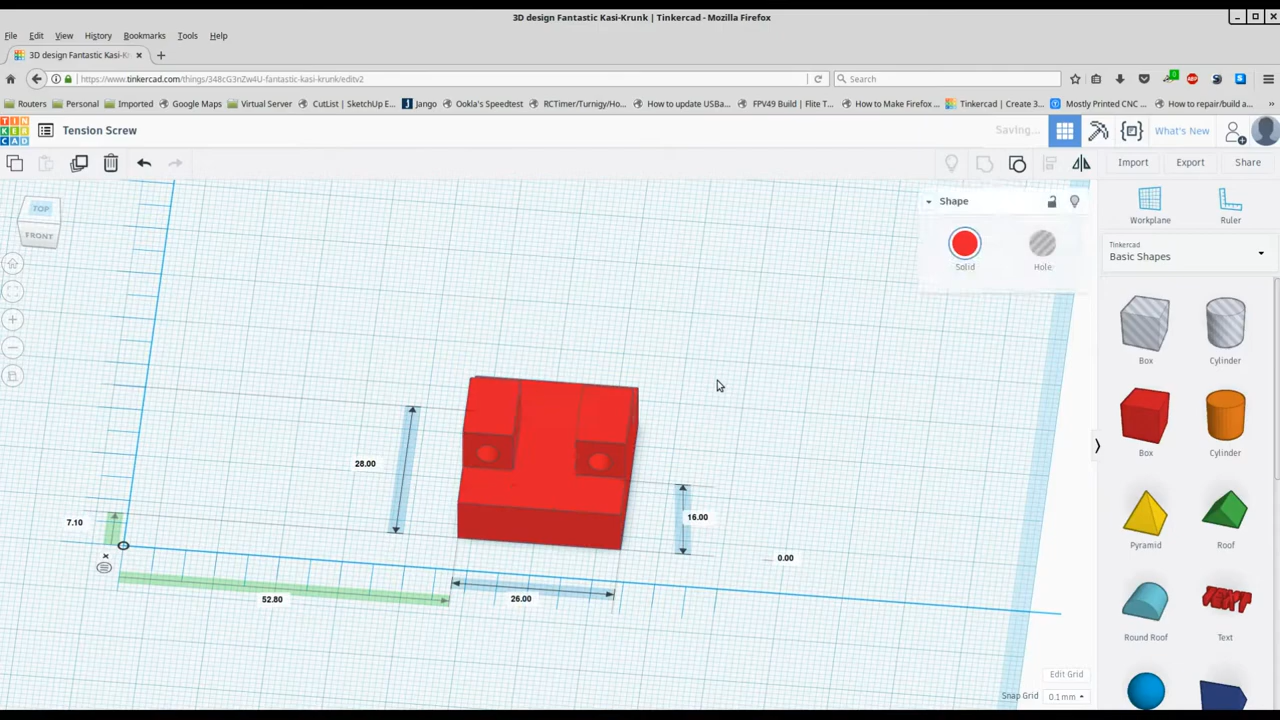 3D design Fantastic Kasi-Krunk | Tinkercad - Mozilla Firefox
File Edit View History Bookmarks Tools Help
3D design Fantastic Kasi-K
https://www.tinkercad.com/things/348cG3nZw4U-fantastic-kasi-krunk/editv2
Search
0
ABP
Routers Personal Imported Google Maps Virtual Server CutList | SketchUp E... Jango Ookla's Speedtest RCTimer/Turnigy/Ho... How to update USBa... FPV49 Build | Flite T... How to Make Firefox ... Tinkercad | Create 3... Mostly Printed CNC ... How to repair/build a...
TIN
KER
CAD
Tension Screw
Saving...
What's New
Import Export Share
TOP
FRONT
Shape
Solid
Hole
Workplane
Ruler
Tinkercad
Basic Shapes
Box
Cylinder
Box
Cylinder
Pyramid
Roof
TEXT
Round Roof
Text
28.00
7.10
16.00
0.00
52.80
26.00
Edit Grid
Snap Grid 0.1mm